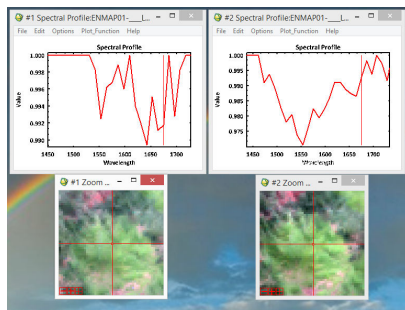 #1 Spectral Profile:ENMAP01-___L...
File Edit Options Plot_Function Help
Spectral Profile
1.000
0.998
0.996
0.994
0.992
0.990
Value
1450 1500 1550 1600 1650 1700
Wavelength
#2 Spectral Profile:ENMAP01-___L...
File Edit Options Plot_Function Help
Spectral Profile
1.000
0.995
0.990
0.985
0.980
0.975
Value
1450 1500 1550 1600 1650 1700
Wavelength
#1 Zoom ...
#2 Zoom ...